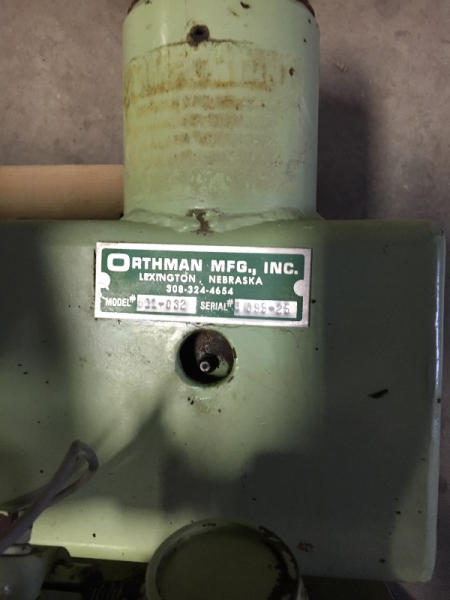 ORTHMAN MFG., INC.
LEXINGTON, NEBRASKA
308-324-4654
MODEL# SERIAL#